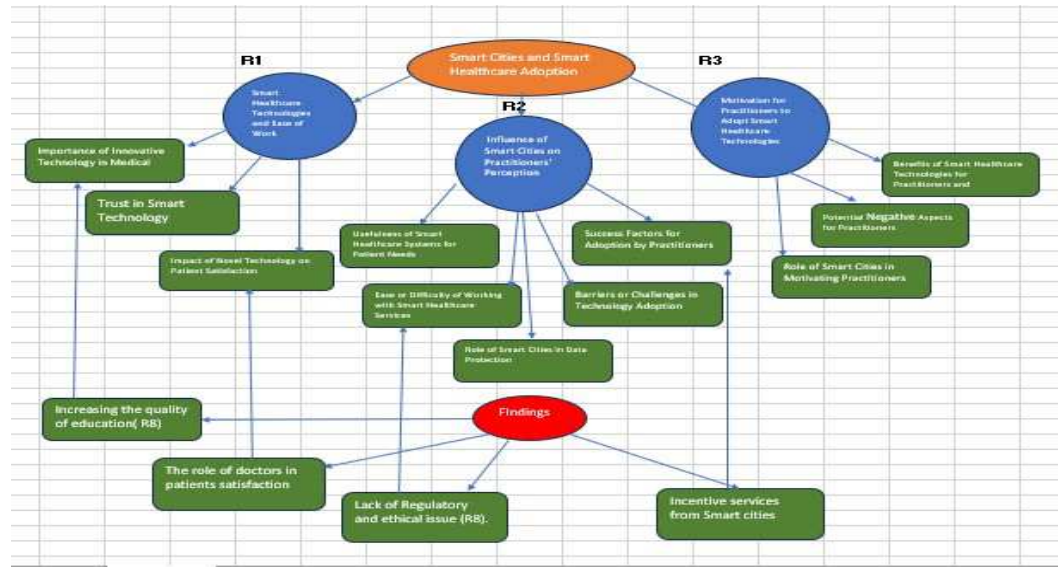 Smart Cities and Smart
Healthcare Adoption
R1
Smart
Healthcare
Technologies
and Ease of
Work
R2
Influence of
Smart Cities on
Practitioners'
Perception
R3
Motivation for
Practitioners to
Adopt Smart
Healthcare
Technologies
Importance of Innovative
Technology in Medical
Trust in Smart
Technology
Impact of Novel Technology on
Patient Satisfaction
Usefulness of Smart
Healthcare Systems for
Patient Needs
Ease or Difficulty of Working
with Smart Healthcare
Services
Role of Smart Cities in Data
Protection
Success Factors for
Adoption by Practitioners
Barriers or Challenges in
Technology Adoption
Benefits of Smart Healthcare
Technologies for
Practitioners and
Potential Negative Aspects
for Practitioners
Role of Smart Cities in
Motivating Practitioners
Findings
Increasing the quality
of education( RB)
The role of doctors in
patients satisfaction
Lack of Regulatory
and ethical issue (RB).
Incentive services
from Smart cities